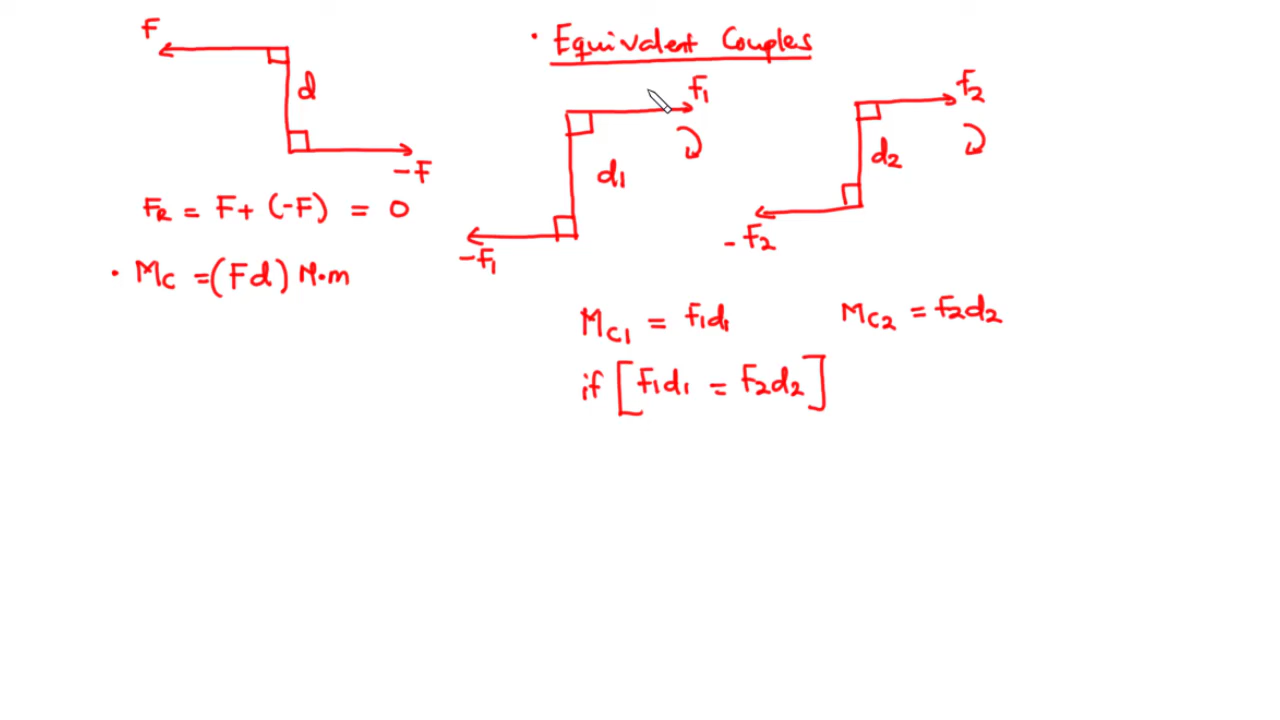 F
d
-F
FR = F + (-F) = 0
• Mc = (Fd) N·m
• Equivalent Couples
f1
d1
-f1
f2
d2
-f2
Mc1 = f1d1
Mc2 = f2d2
if [f1d1 = f2d2]